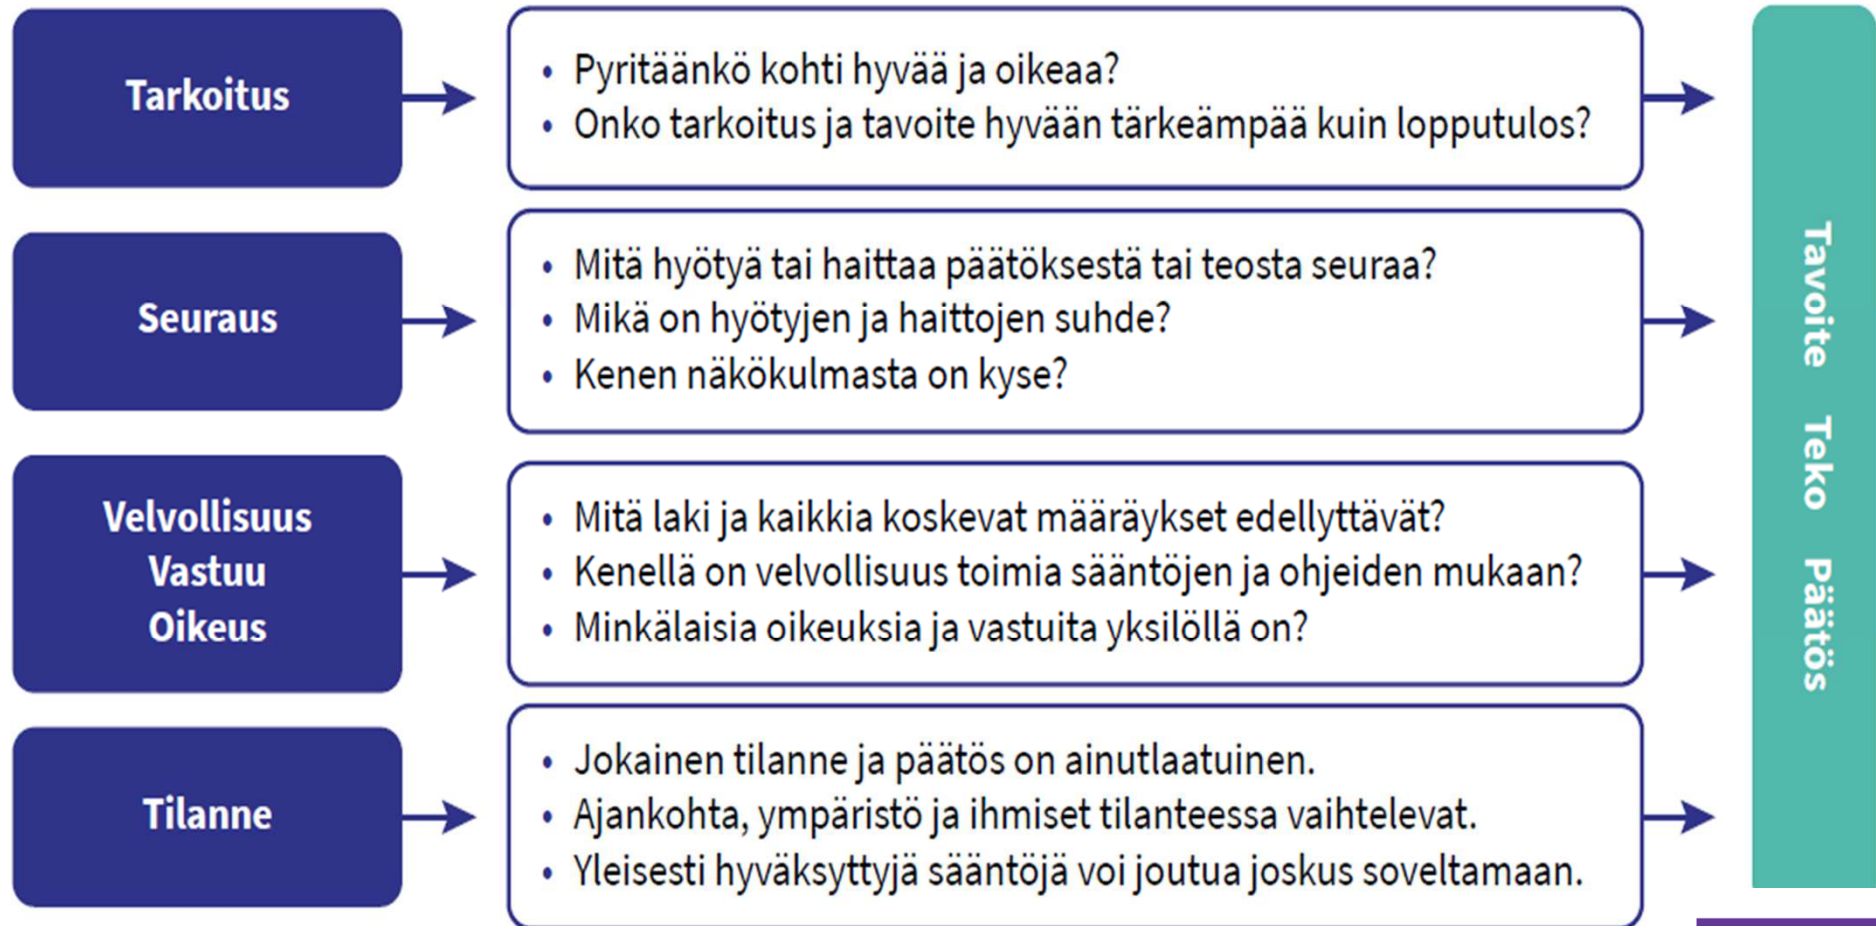 Tarkoitus
• Pyritäänkö kohti hyvää ja oikeaa?
• Onko tarkoitus ja tavoite hyvään tärkeämpää kuin lopputulos?
Seuraus
• Mitä hyötyä tai haittaa päätöksestä tai teosta seuraa?
• Mikä on hyötyjen ja haittojen suhde?
• Kenen näkökulmasta on kyse?
Velvollisuus
Vastuu
Oikeus
• Mitä laki ja kaikkia koskevat määräykset edellyttävät?
• Kenellä on velvollisuus toimia sääntöjen ja ohjeiden mukaan?
• Minkälaisia oikeuksia ja vastuita yksilöllä on?
Tilanne
• Jokainen tilanne ja päätös on ainutlaatuinen.
• Ajankohta, ympäristö ja ihmiset tilanteessa vaihtelevat.
• Yleisesti hyväksyttyjä sääntöjä voi joutua joskus soveltamaan.
Tavoite Teko Päätös